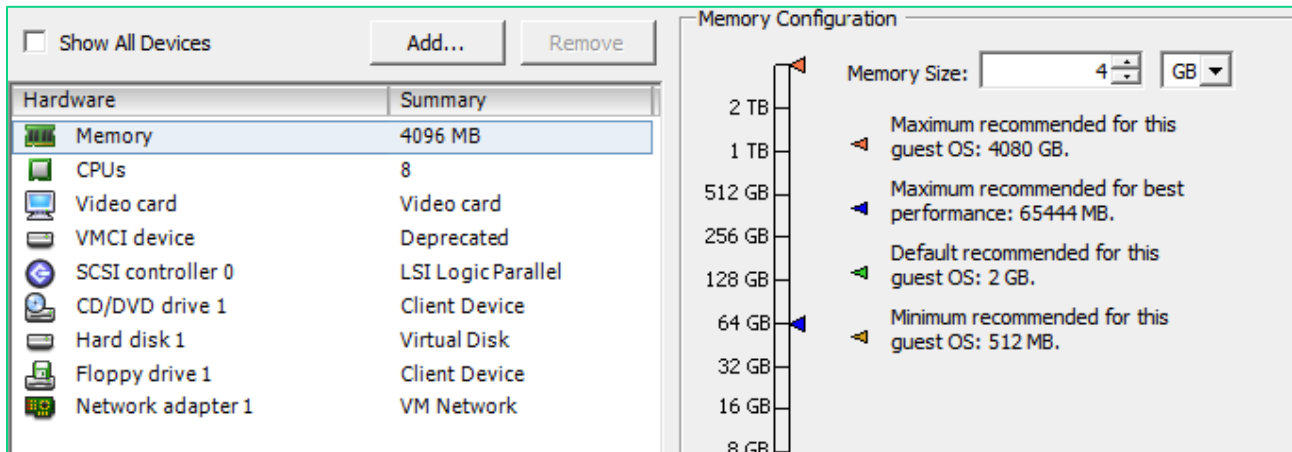 Show All Devices
Add...
Remove
Hardware Summary
Memory 4096 MB
CPUs 8
Video card Video card
VMCI device Deprecated
SCSI controller 0 LSI Logic Parallel
CD/DVD drive 1 Client Device
Hard disk 1 Virtual Disk
Floppy drive 1 Client Device
Network adapter 1 VM Network
Memory Configuration
Memory Size: 4 GB
2 TB
1 TB
512 GB
256 GB
128 GB
64 GB
32 GB
16 GB
8 GB
Maximum recommended for this
guest OS: 4080 GB.
Maximum recommended for best
performance: 65444 MB.
Default recommended for this
guest OS: 2 GB.
Minimum recommended for this
guest OS: 512 MB.